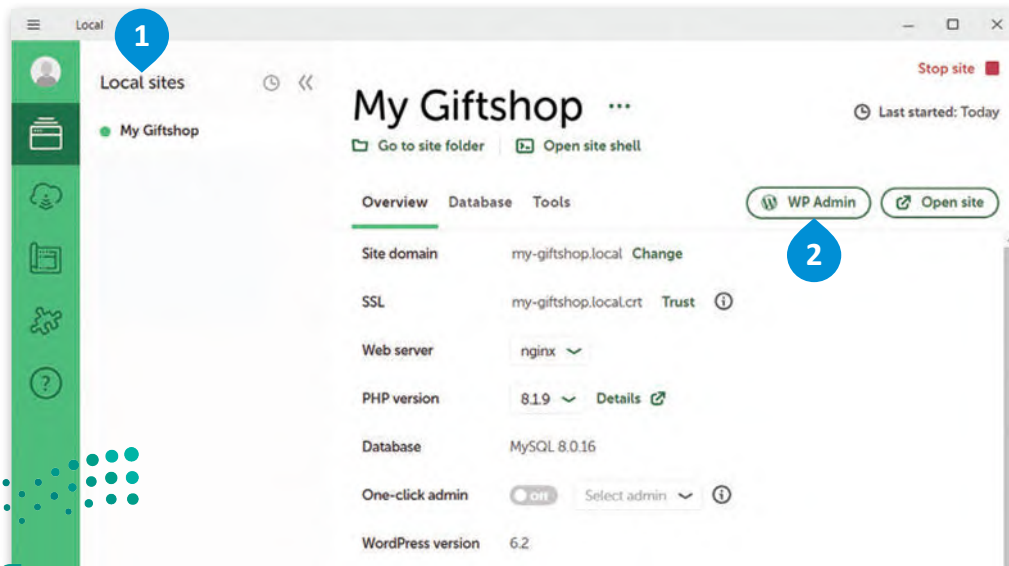 Local
1
Local sites
My Giftshop
Stop site
My Giftshop ...
Last started: Today
Go to site folder Open site shell
Overview Database Tools
WP Admin Open site
2
Site domain my-giftshop.local Change
SSL my-giftshop.local.crt Trust
Web server nginx
PHP version 8.1.9 Details
Database MySQL 8.0.16
One-click admin Off Select admin
WordPress version 6.2